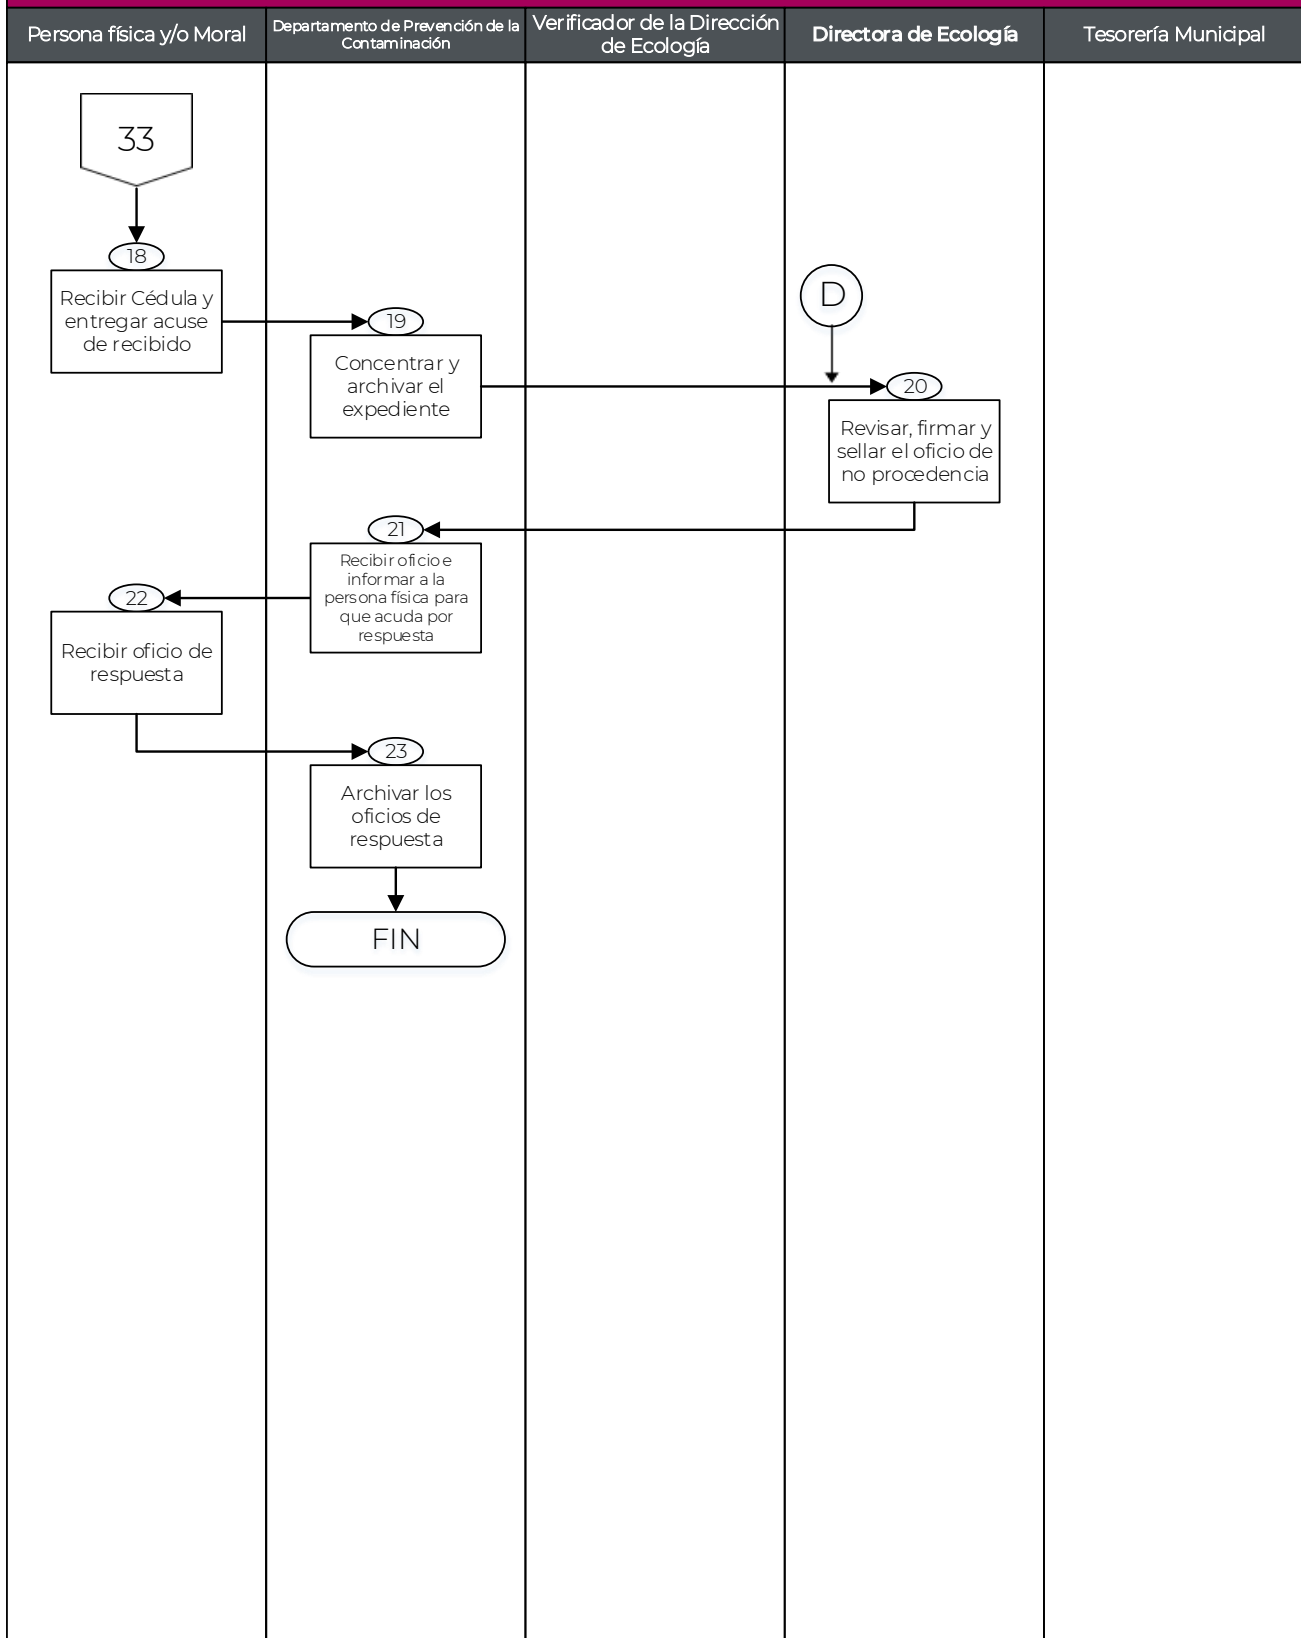 Persona física y/o Moral
Departamento de Prevención de la
Contaminación
Verificador de la Dirección
de Ecología
Directora de Ecología
Tesorería Municipal
33
18
Recibir Cédula y
entregar acuse
de recibido
19
Concentrar y
archivar el
expediente
D
20
Revisar, firmar y
sellar el oficio de
no procedencia
21
Recibir oficio e
informar a la
persona física para
que acuda por
respuesta
22
Recibir oficio de
respuesta
23
Archivar los
oficios de
respuesta
FIN